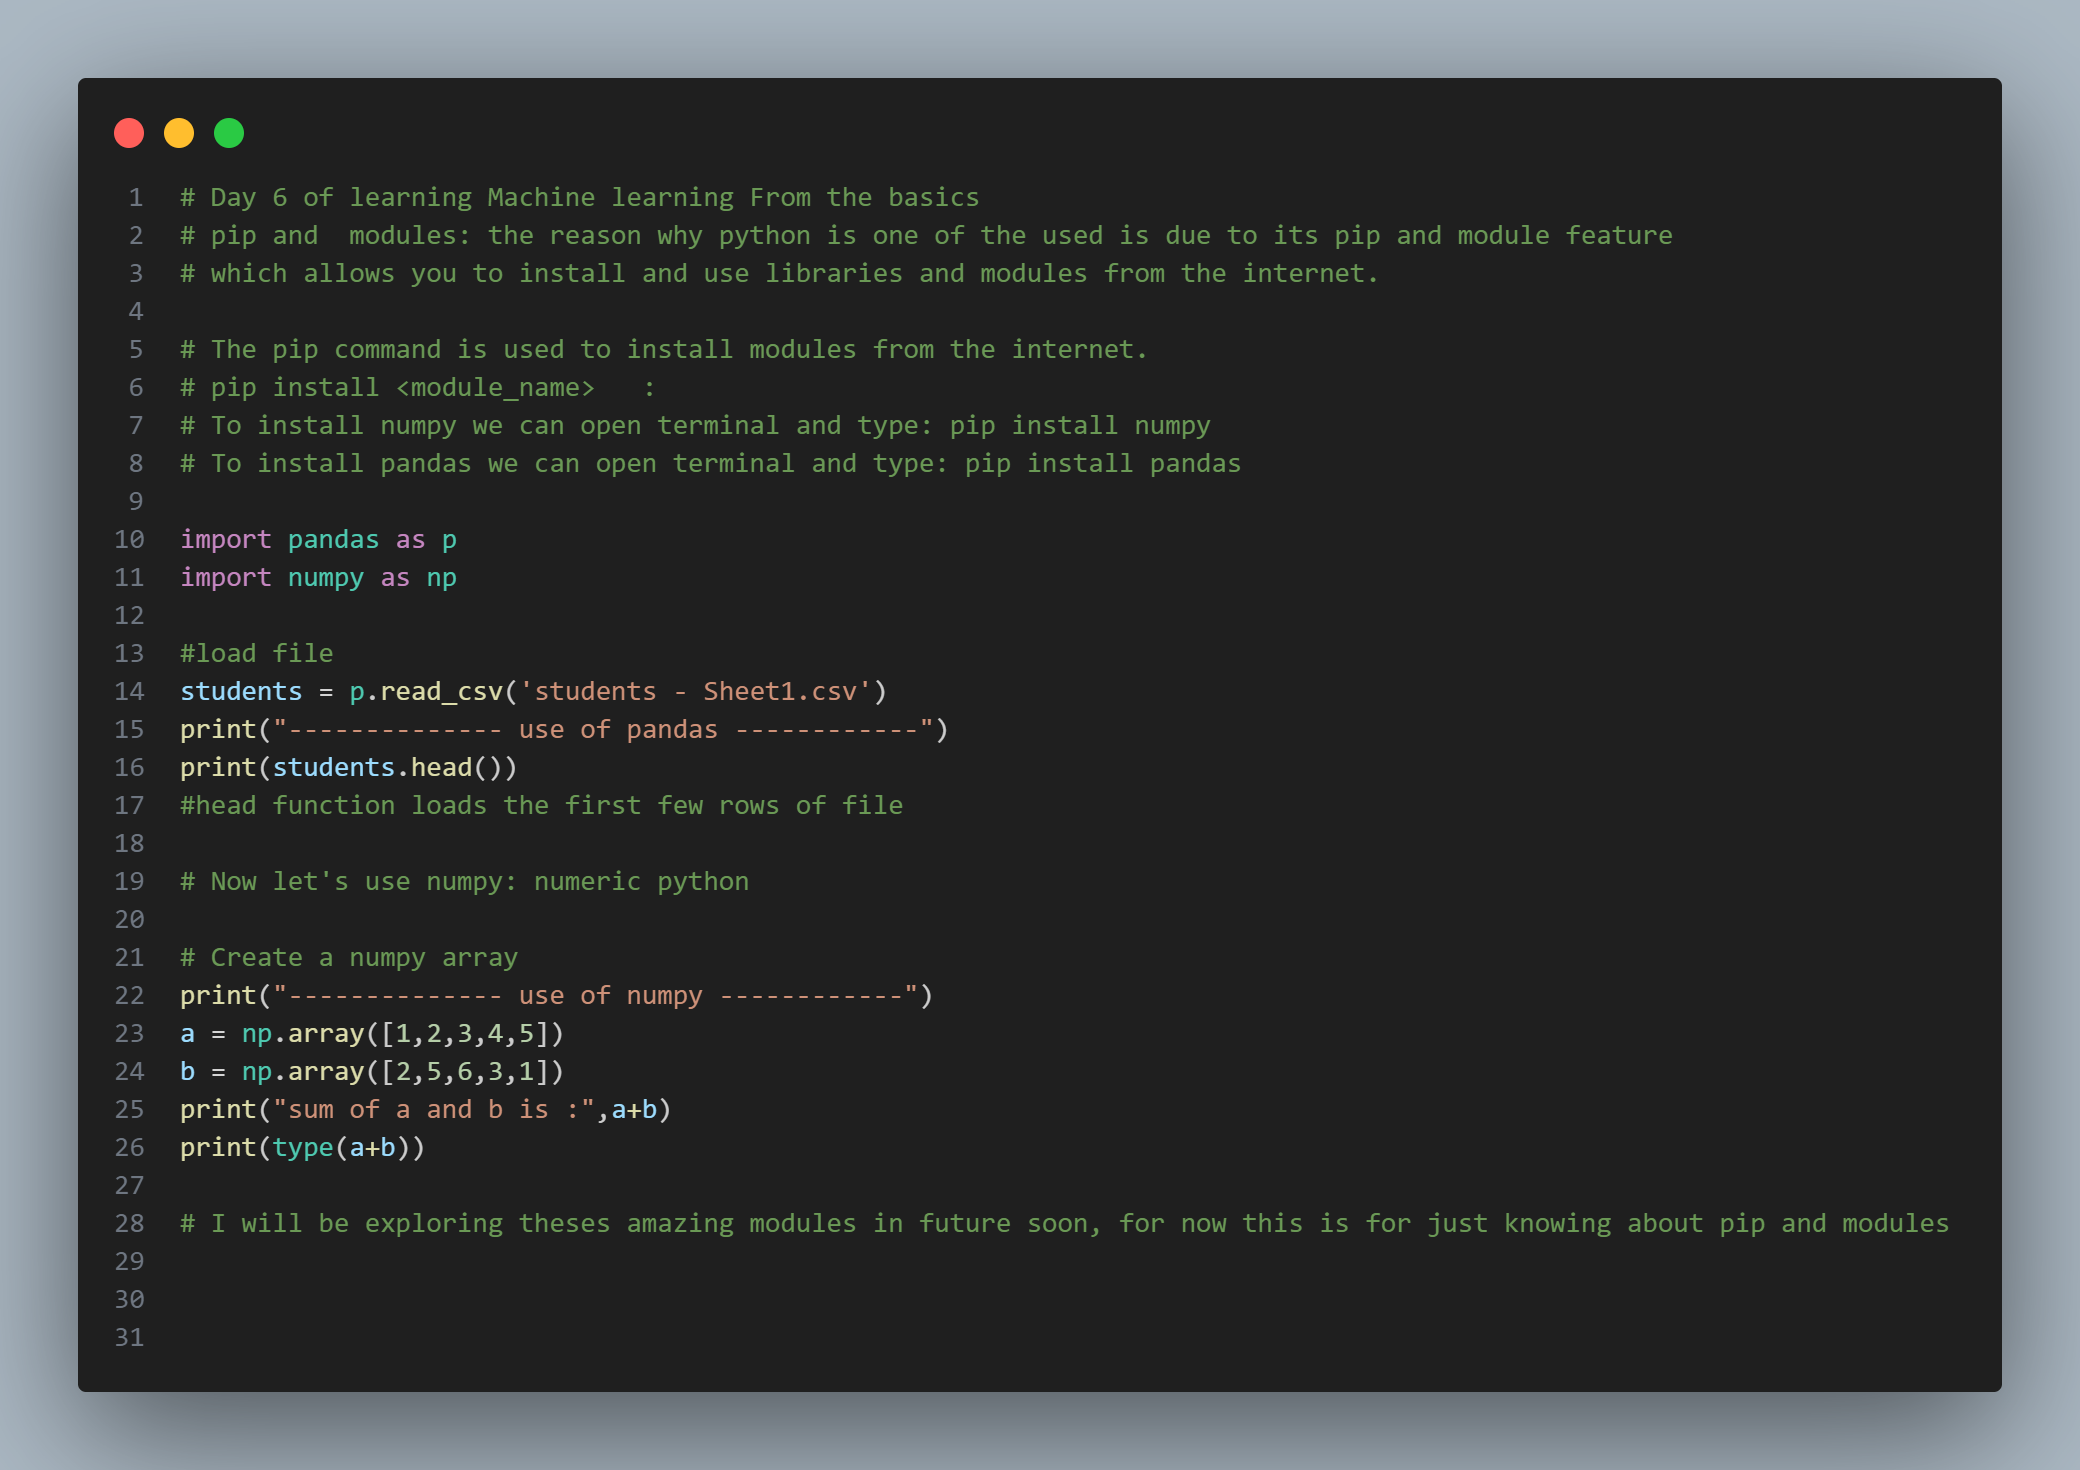 1 # Day 6 of learning Machine learning From the basics
2 # pip and  modules: the reason why python is one of the used is due to its pip and module feature
3 # which allows you to install and use libraries and modules from the internet.
4
5 # The pip command is used to install modules from the internet.
6 # pip install <module_name>   :
7 # To install numpy we can open terminal and type: pip install numpy
8 # To install pandas we can open terminal and type: pip install pandas
9
10 import pandas as p
11 import numpy as np
12
13 #load file
14 students = p.read_csv('students - Sheet1.csv')
15 print("-------------- use of pandas ------------")
16 print(students.head())
17 #head function loads the first few rows of file
18
19 # Now let's use numpy: numeric python
20
21 # Create a numpy array
22 print("-------------- use of numpy ------------")
23 a = np.array([1,2,3,4,5])
24 b = np.array([2,5,6,3,1])
25 print("sum of a and b is :",a+b)
26 print(type(a+b))
27
28 # I will be exploring theses amazing modules in future soon, for now this is for just knowing about pip and modules
29
30
31